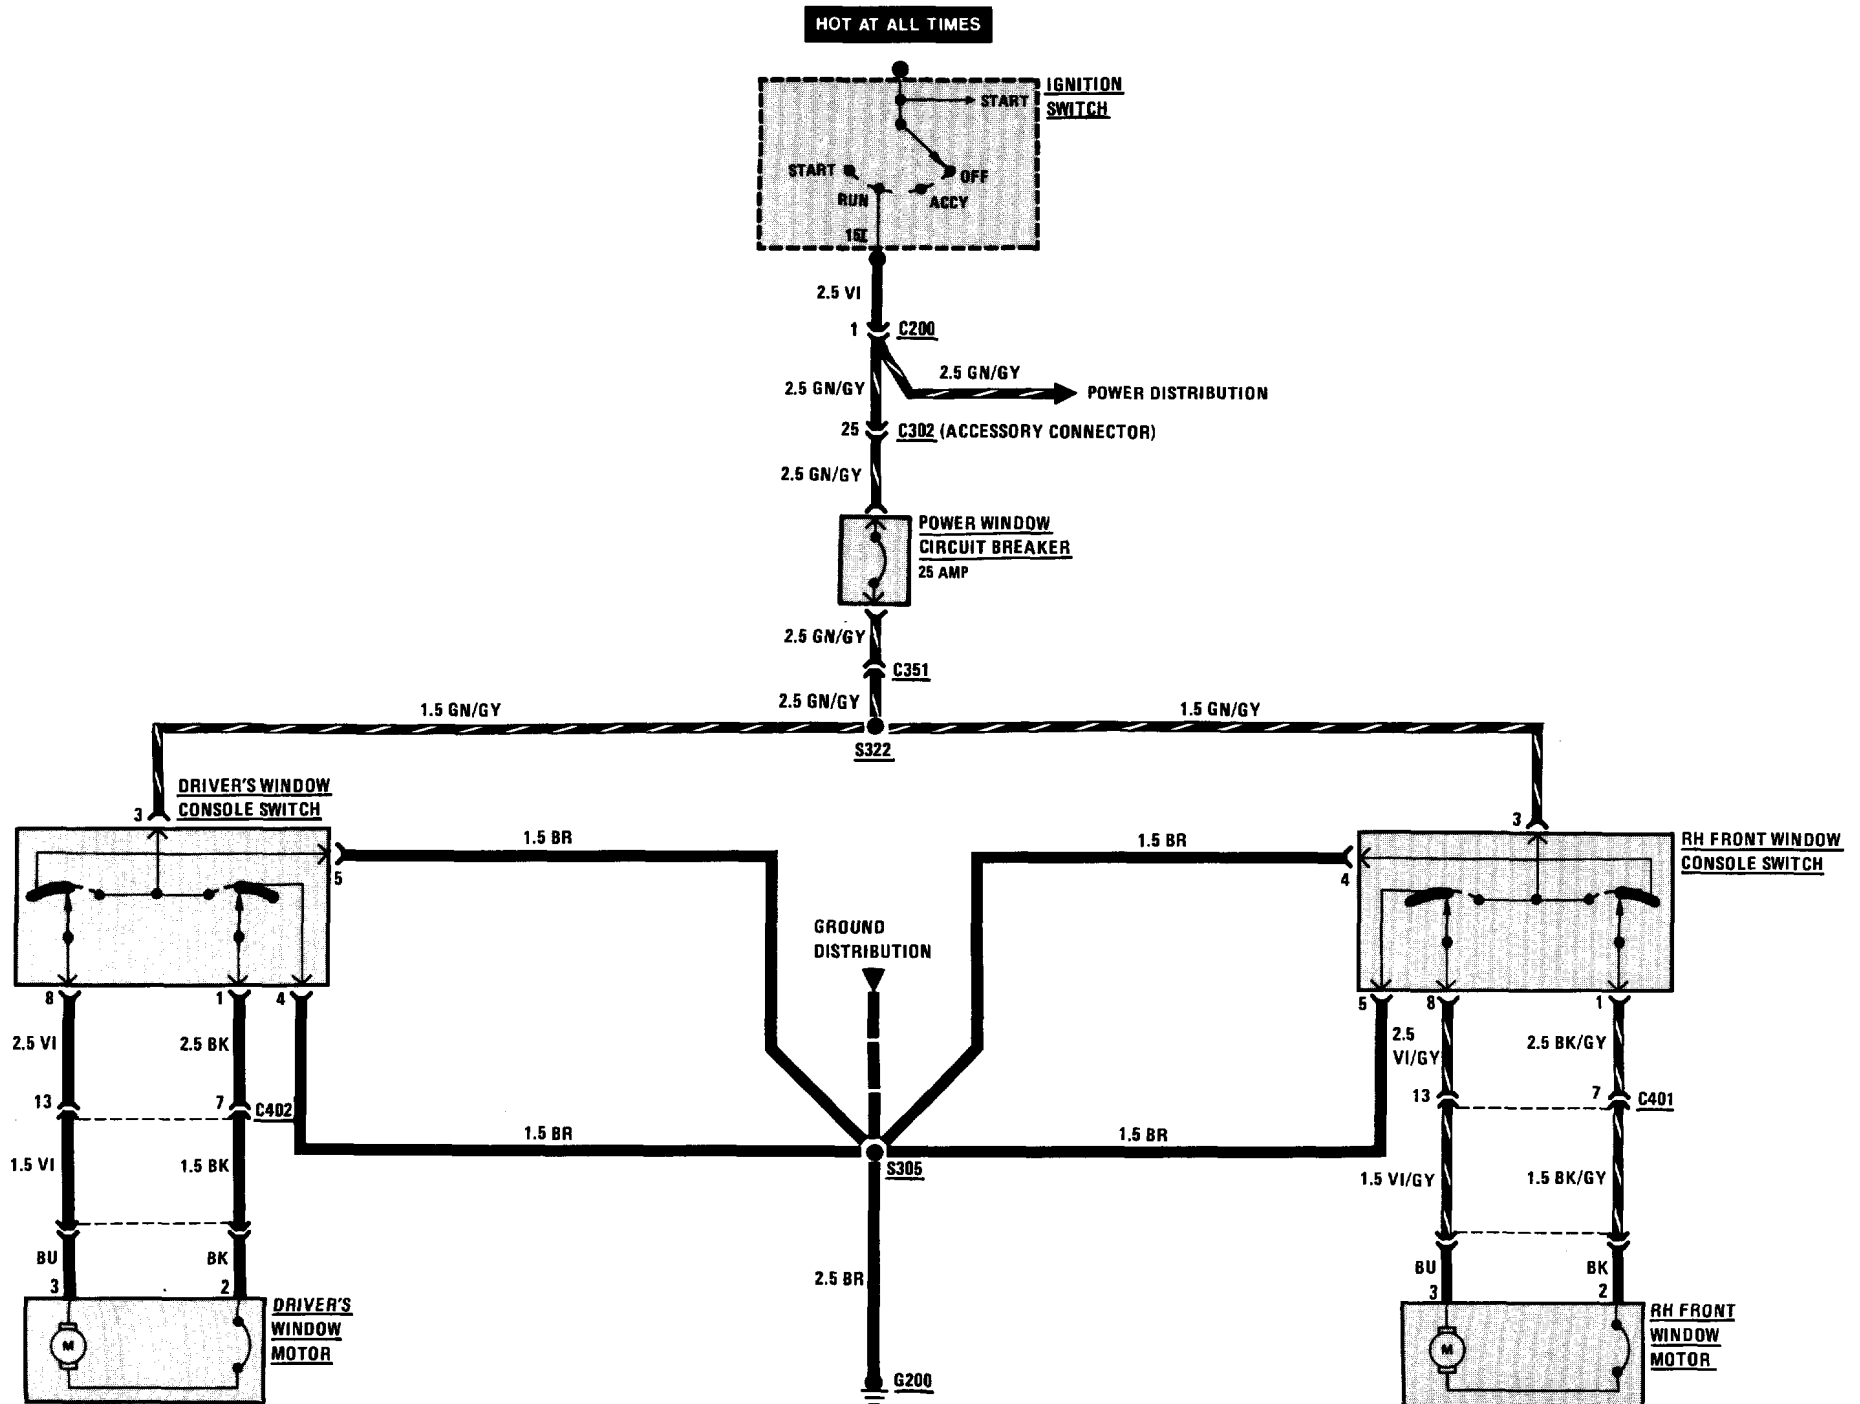 HOT AT ALL TIMES
IGNITION
SWITCH
START
START
OFF
RUN
ACCY
2.5 VI
1
C200
2.5 GN/GY
2.5 GN/GY
POWER DISTRIBUTION
25
C302 (ACCESSORY CONNECTOR)
2.5 GN/GY
POWER WINDOW
CIRCUIT BREAKER
25 AMP
2.5 GN/GY
C351
2.5 GN/GY
1.5 GN/GY
1.5 GN/GY
S322
DRIVER'S WINDOW
CONSOLE SWITCH
3
5
1.5 BR
8
1
4
2.5 VI
2.5 BK
13
7
C402
1.5 VI
1.5 BK
1.5 BR
BU
BK
3
2
DRIVER'S
WINDOW
MOTOR
M
GROUND
DISTRIBUTION
S305
2.5 BR
G200
3
RH FRONT WINDOW
CONSOLE SWITCH
1.5 BR
4
5
8
1
2.5
VI/GY
2.5 BK/GY
13
7
C401
1.5 BR
1.5 VI/GY
1.5 BK/GY
BU
BK
3
2
RH FRONT
WINDOW
MOTOR
M